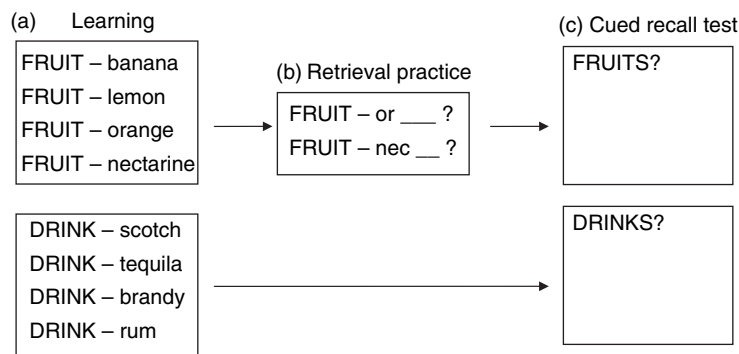 (a) Learning
FRUIT – banana
FRUIT – lemon
FRUIT – orange
FRUIT – nectarine
(b) Retrieval practice
FRUIT – or ___ ?
FRUIT – nec __ ?
(c) Cued recall test
FRUITS?
DRINK – scotch
DRINK – tequila
DRINK – brandy
DRINK – rum
DRINKS?